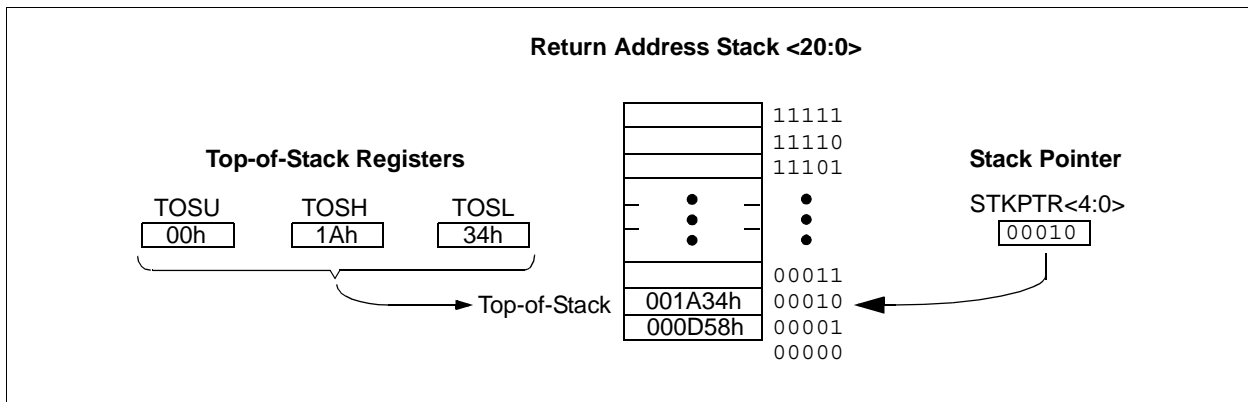 Return Address Stack <20:0>
Top-of-Stack Registers
TOSU TOSH TOSL
00h 1Ah 34h
Top-of-Stack
001A34h
000D58h
11111
11110
11101
00011
00010
00001
00000
Stack Pointer
STKPTR<4:0>
00010